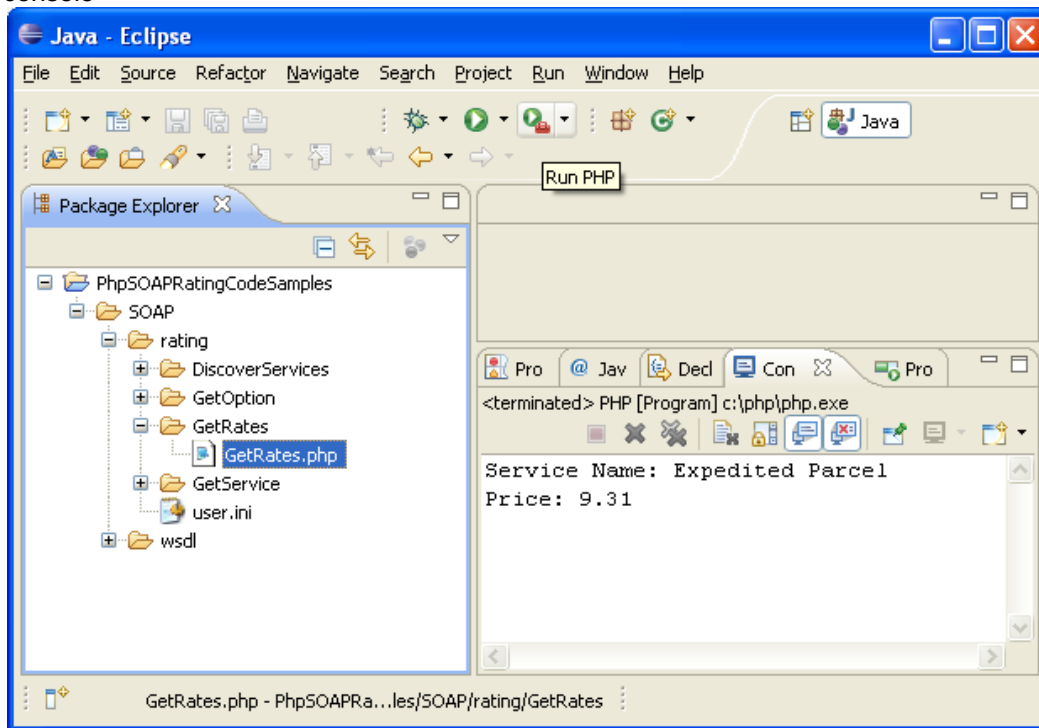 Java - Eclipse
File Edit Source Refactor Navigate Search Project Run Window Help
Java
Run PHP
Package Explorer
PhpSOAPRatingCodeSamples
SOAP
rating
DiscoverServices
GetOption
GetRates
GetRates.php
GetService
user.ini
wsdl
Pro @ Jav Decl Con Pro
<terminated> PHP [Program] c:\php\php.exe
Service Name: Expedited Parcel
Price: 9.31
GetRates.php - PhpSOAPRa...les/SOAP/rating/GetRates